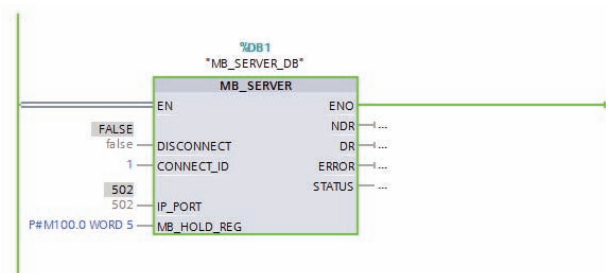 %DB1
"MB_SERVER_DB"
MB_SERVER
EN ENO
NDR ...
FALSE
false DISCONNECT DR ...
1 CONNECT_ID ERROR ...
STATUS ...
502
502 IP_PORT
P#M100.0 WORD 5 MB_HOLD_REG